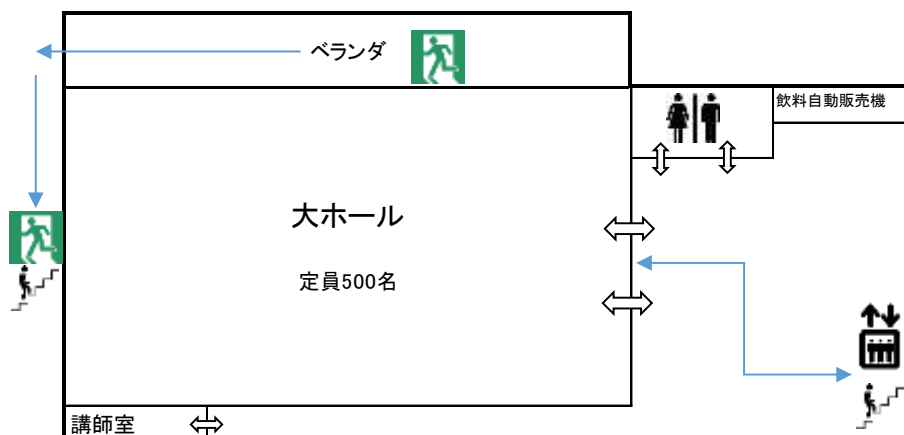 ベランダ
飲料自動販売機
大ホール
定員500名
講師室